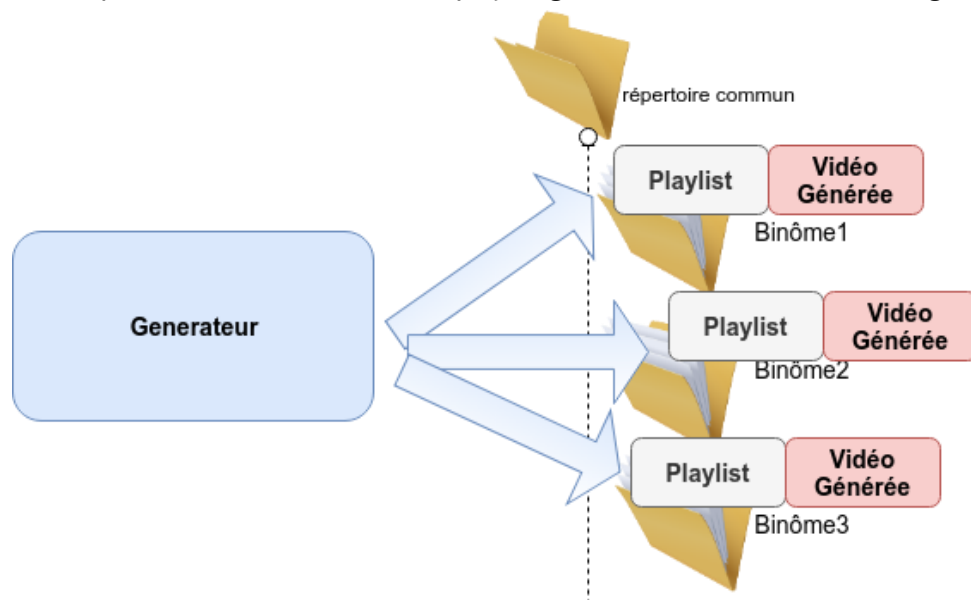 répertoire commun
Playlist
Vidéo
Générée
Binôme1
Generateur
Playlist
Vidéo
Générée
Binôme2
Playlist
Vidéo
Générée
Binôme3